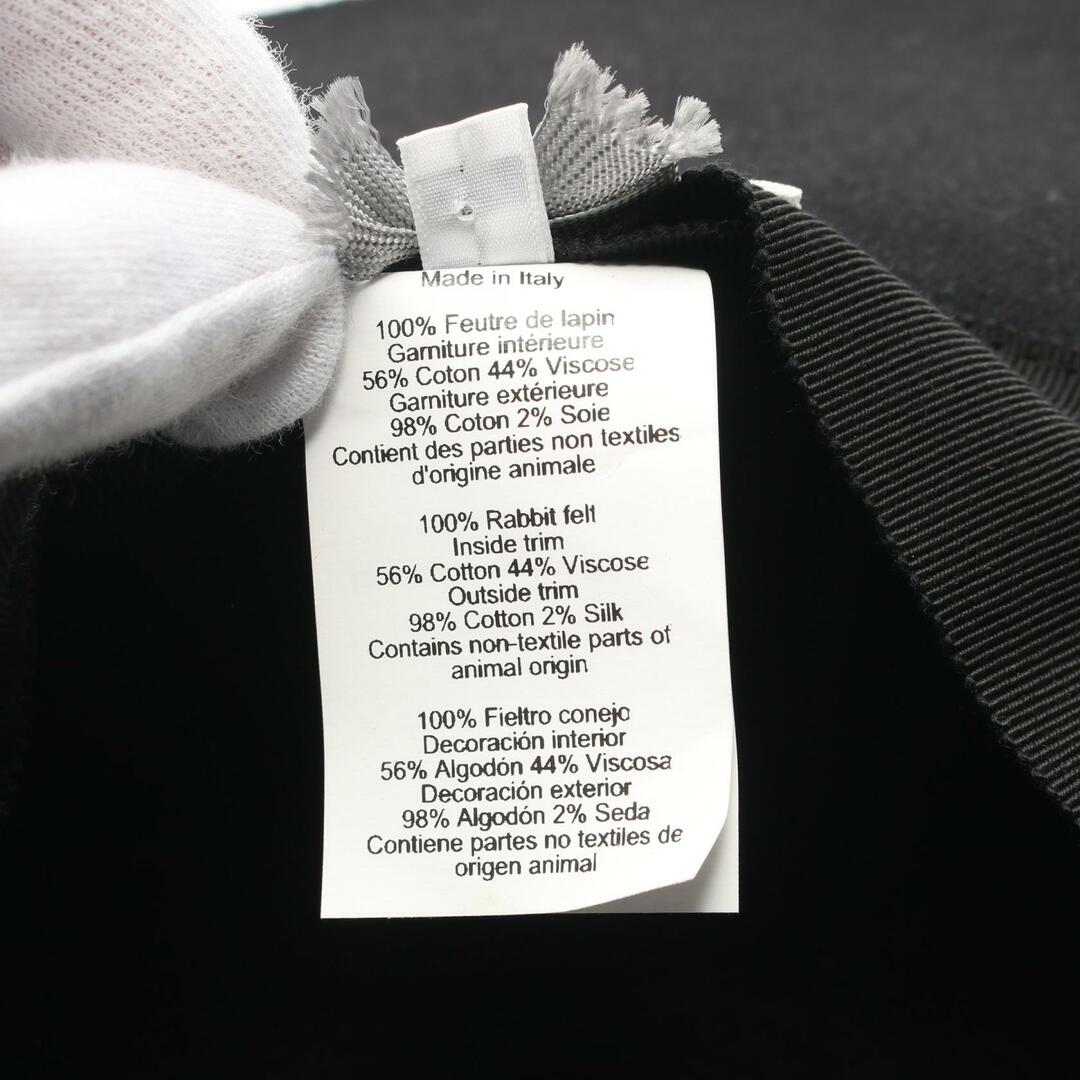 Made in Italy
100% Feutre de lapin
Garniture intérieure
56% Coton 44% Viscose
Garniture extérieure
98% Coton 2% Soie
Contient des parties non textiles
d'origine animale
100% Rabbit felt
Inside trim
56% Cotton 44% Viscose
Outside trim
98% Cotton 2% Silk
Contains non-textile parts of
animal origin
100% Fieltro conejo
Decoración interior
56% Algodón 44% Viscosa
Decoración exterior
98% Algodón 2% Seda
Contiene partes no textiles de
origen animal